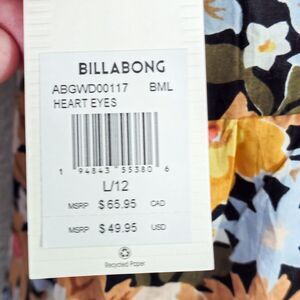 BILLABONG
ABGWD00117 BML
HEART EYES
1 94843 55380 6
L/12
MSRP $65.95 CAD
MSRP $49.95 USD
Recycled Paper